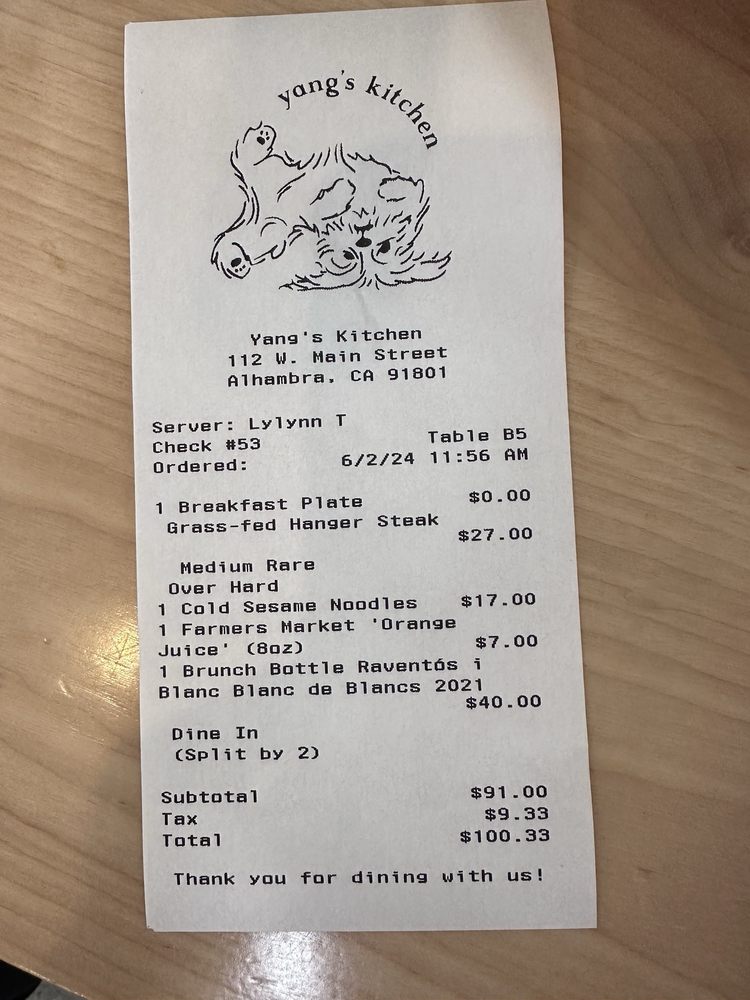 yang's kitchen
Yang's Kitchen
112 W. Main Street
Alhambra, CA 91801
Server: Lylynn T
Check #53 Table B5
Ordered: 6/2/24 11:56 AM
1 Breakfast Plate $0.00
Grass-fed Hanger Steak
$27.00
Medium Rare
Over Hard
1 Cold Sesame Noodles $17.00
1 Farmers Market 'Orange
Juice' (8oz) $7.00
1 Brunch Bottle Raventós i
Blanc Blanc de Blancs 2021
$40.00
Dine In
(Split by 2)
Subtotal $91.00
Tax $9.33
Total $100.33
Thank you for dining with us!